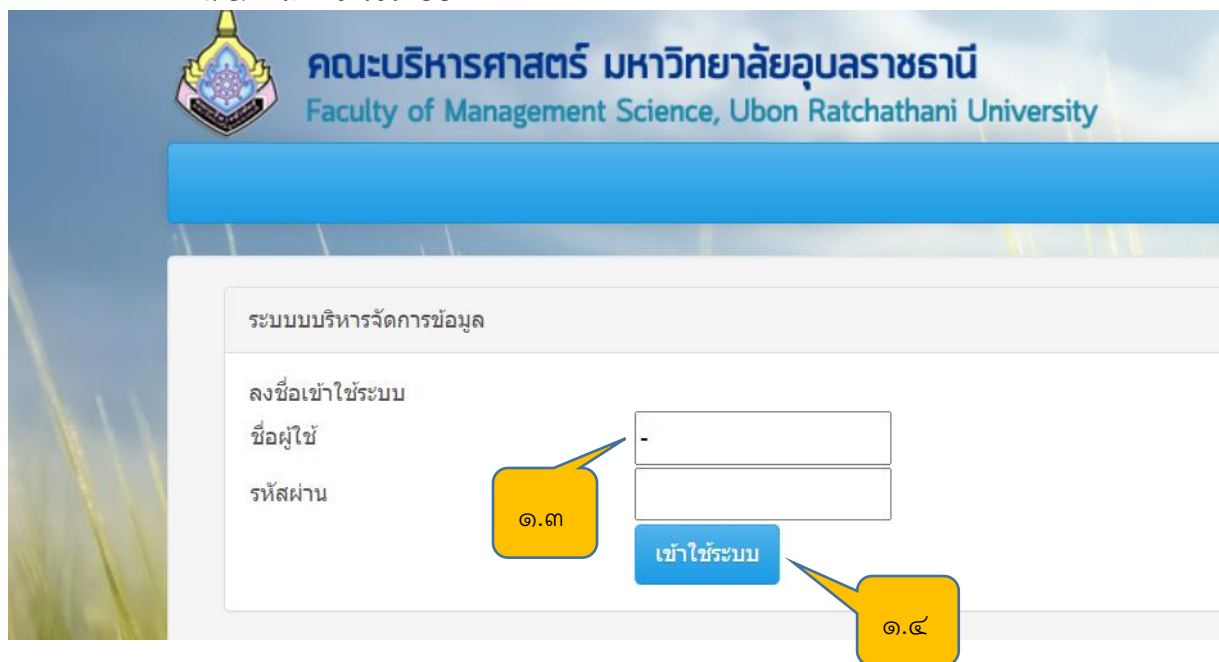 คณะบริหารศาสตร์ มหาวิทยาลัยอุบลราชธานี
Faculty of Management Science, Ubon Ratchathani University
ระบบบบริหารจัดการข้อมูล
ลงชื่อเข้าใช้ระบบ
ชื่อผู้ใช้
-
รหัสผ่าน
๑.๓
เข้าใช้ระบบ
๑.๔